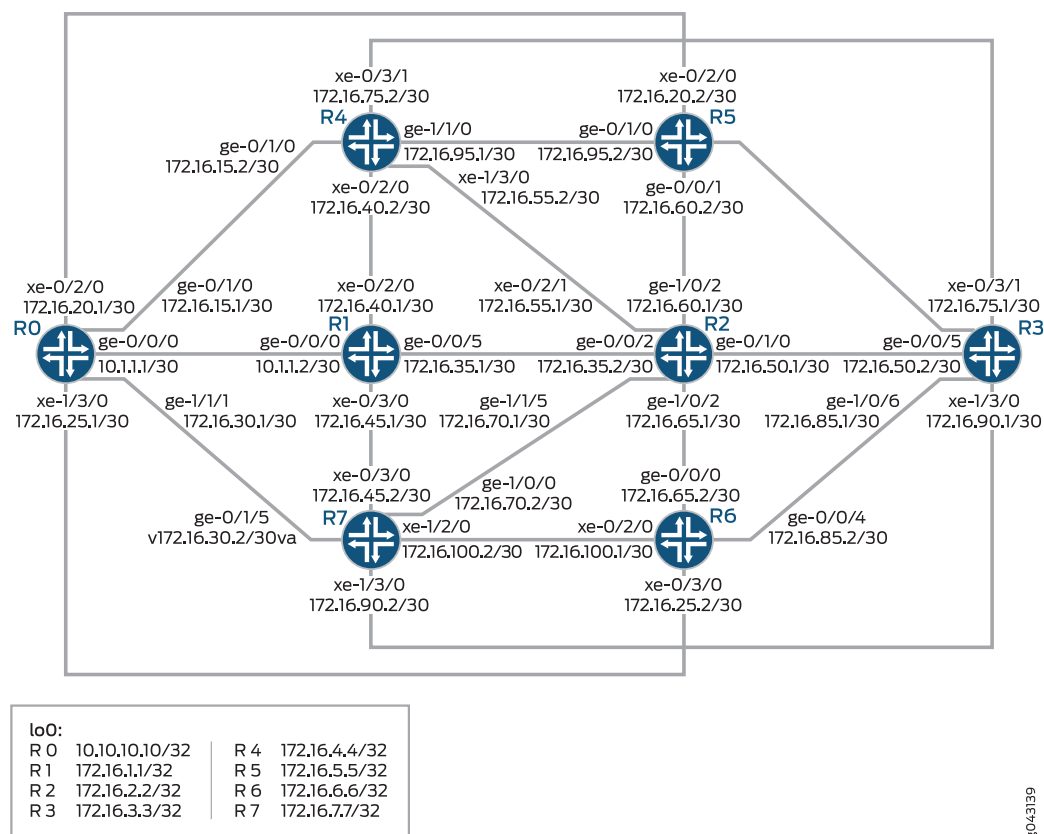 xe-0/3/1
172.16.75.2/30
R4
xe-0/2/0
172.16.20.2/30
R5
ge-0/1/0
172.16.15.2/30
ge-1/1/0
172.16.95.1/30
ge-0/1/0
172.16.95.2/30
xe-1/3/0
172.16.55.2/30
xe-0/2/0
172.16.40.2/30
ge-0/0/1
172.16.60.2/30
xe-0/2/0
172.16.20.1/30
R0
ge-0/1/0
172.16.15.1/30
xe-0/2/0
172.16.40.1/30
R1
xe-0/2/1
172.16.55.1/30
ge-1/0/2
172.16.60.1/30
R2
xe-0/3/1
172.16.75.1/30
R3
ge-0/0/0
10.1.1.1/30
ge-0/0/0
10.1.1.2/30
ge-0/0/5
172.16.35.1/30
ge-0/0/2
172.16.35.2/30
ge-0/1/0
172.16.50.1/30
ge-0/0/5
172.16.50.2/30
xe-1/3/0
172.16.25.1/30
ge-1/1/1
172.16.30.1/30
xe-0/3/0
172.16.45.1/30
ge-1/1/5
172.16.70.1/30
ge-1/0/2
172.16.65.1/30
ge-1/0/6
172.16.85.1/30
xe-1/3/0
172.16.90.1/30
xe-0/3/0
172.16.45.2/30
R7
ge-1/0/0
172.16.70.2/30
ge-0/0/0
172.16.65.2/30
R6
ge-0/1/5
v172.16.30.2/30va
xe-1/2/0
172.16.100.2/30
xe-0/2/0
172.16.100.1/30
ge-0/0/4
172.16.85.2/30
xe-1/3/0
172.16.90.2/30
xe-0/3/0
172.16.25.2/30
lo0:
R 0 10.10.10.10/32
R 1 172.16.1.1/32
R 2 172.16.2.2/32
R 3 172.16.3.3/32
R 4 172.16.4.4/32
R 5 172.16.5.5/32
R 6 172.16.6.6/32
R 7 172.16.7.7/32
g043139